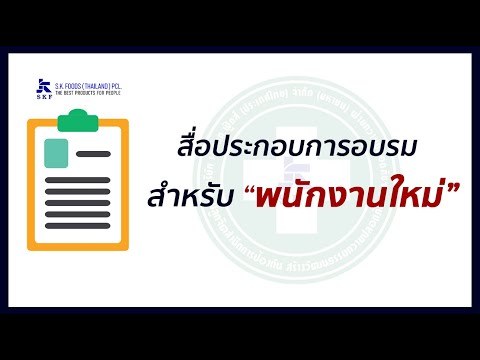 S.K. FOODS (THAILAND) PCL.
THE BEST PRODUCTS FOR PEOPLE
SKF
สื่อประกอบการอบรม
สำหรับ “พนักงานใหม่”